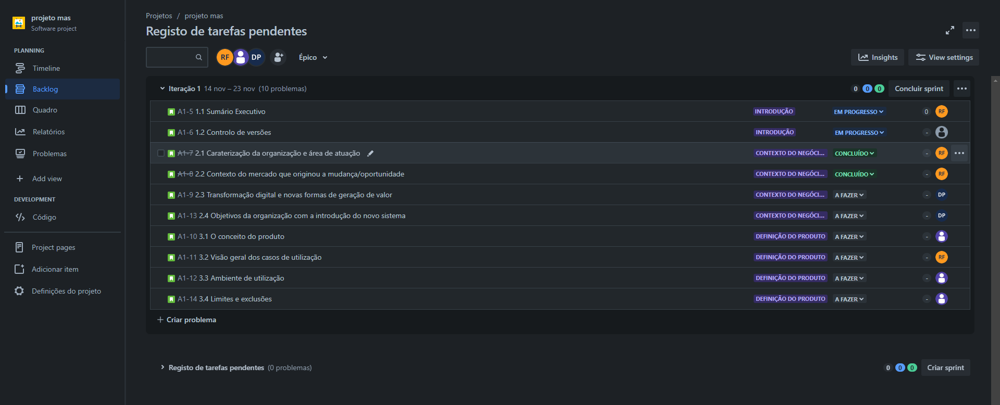 projeto mas
Software project
PLANNING
Timeline
Backlog
Quadro
Relatórios
Problemas
Add view
DEVELOPMENT
Código
Project pages
Adicionar item
Definições do projeto
Projetos / projeto mas
Registo de tarefas pendentes
RF DP Épico Insights View settings
Iteração 1 14 nov – 23 nov (10 problemas) 0 0 0 Concluir sprint
A1-5 1.1 Sumário Executivo INTRODUÇÃO EM PROGRESSO 0 RF
A1-6 1.2 Controlo de versões INTRODUÇÃO EM PROGRESSO -
A1-7 2.1 Caraterização da organização e área de atuação CONTEXTO DO NEGÓCI... CONCLUÍDO - RF
A1-8 2.2 Contexto do mercado que originou a mudança/oportunidade CONTEXTO DO NEGÓCI... CONCLUÍDO - RF
A1-9 2.3 Transformação digital e novas formas de geração de valor CONTEXTO DO NEGÓCI... A FAZER - DP
A1-13 2.4 Objetivos da organização com a introdução do novo sistema CONTEXTO DO NEGÓCI... A FAZER - DP
A1-10 3.1 O conceito do produto DEFINIÇÃO DO PRODUTO A FAZER -
A1-11 3.2 Visão geral dos casos de utilização DEFINIÇÃO DO PRODUTO A FAZER - RF
A1-12 3.3 Ambiente de utilização DEFINIÇÃO DO PRODUTO A FAZER -
A1-14 3.4 Limites e exclusões DEFINIÇÃO DO PRODUTO A FAZER -
Criar problema
Registo de tarefas pendentes (0 problemas) 0 0 0 Criar sprint